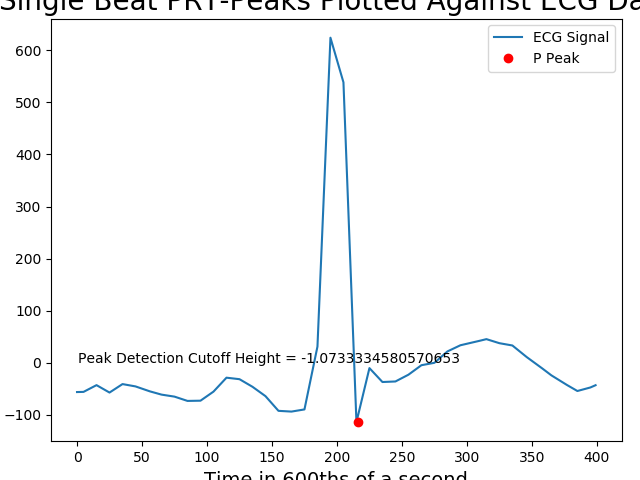 Single Beat PRT-Peaks Plotted Against ECG Da
ECG Signal
P Peak
600
500
400
300
200
100
0
−100
Peak Detection Cutoff Height = -1.0733334580570653
0 50 100 150 200 250 300 350 400
Time in 600ths of a second